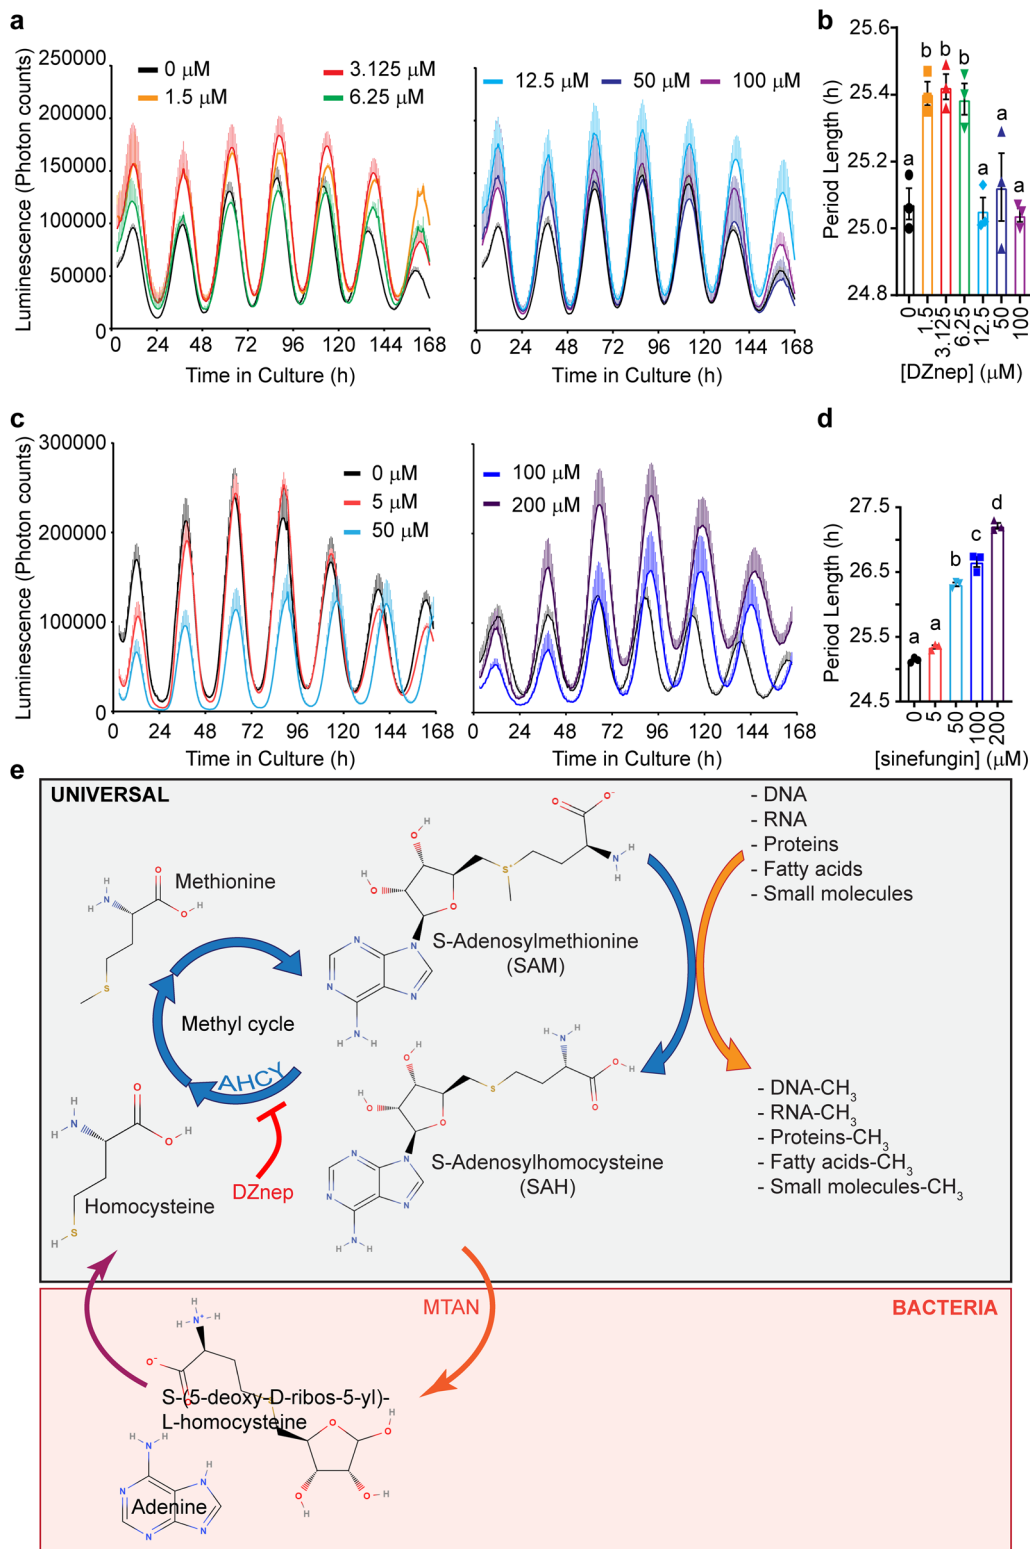 a
250000
200000
150000
100000
50000
0
Luminescence (Photon counts)
0 μM
1.5 μM
3.125 μM
6.25 μM
0 24 48 72 96 120 144 168
Time in Culture (h)
12.5 μM
50 μM
100 μM
0 24 48 72 96 120 144 168
Time in Culture (h)
b
25.6
25.4
25.2
25.0
24.8
Period Length (h)
a b b b a a a
0 1.5 3.125 6.25 12.5 50 100
5
[DZnep] (μM)
c
300000
200000
100000
0
Luminescence (Photon counts)
0 μM
5 μM
50 μM
0 24 48 72 96 120 144 168
Time in Culture (h)
100 μM
200 μM
0 24 48 72 96 120 144 168
Time in Culture (h)
d
27.5
26.5
25.5
24.5
Period Length (h)
a a b c d
0 5 50 100 200
[sinefungin] (μM)
e
UNIVERSAL
Methionine
S-Adenosylmethionine
(SAM)
- DNA
- RNA
- Proteins
- Fatty acids
- Small molecules
Methyl cycle
AHCY
DZnep
Homocysteine
S-Adenosylhomocysteine
(SAH)
- DNA-CH₃
- RNA-CH₃
- Proteins-CH₃
- Fatty acids-CH₃
- Small molecules-CH₃
MTAN
BACTERIA
S-(5-deoxy-D-ribos-5-yl)-
L-homocysteine
Adenine